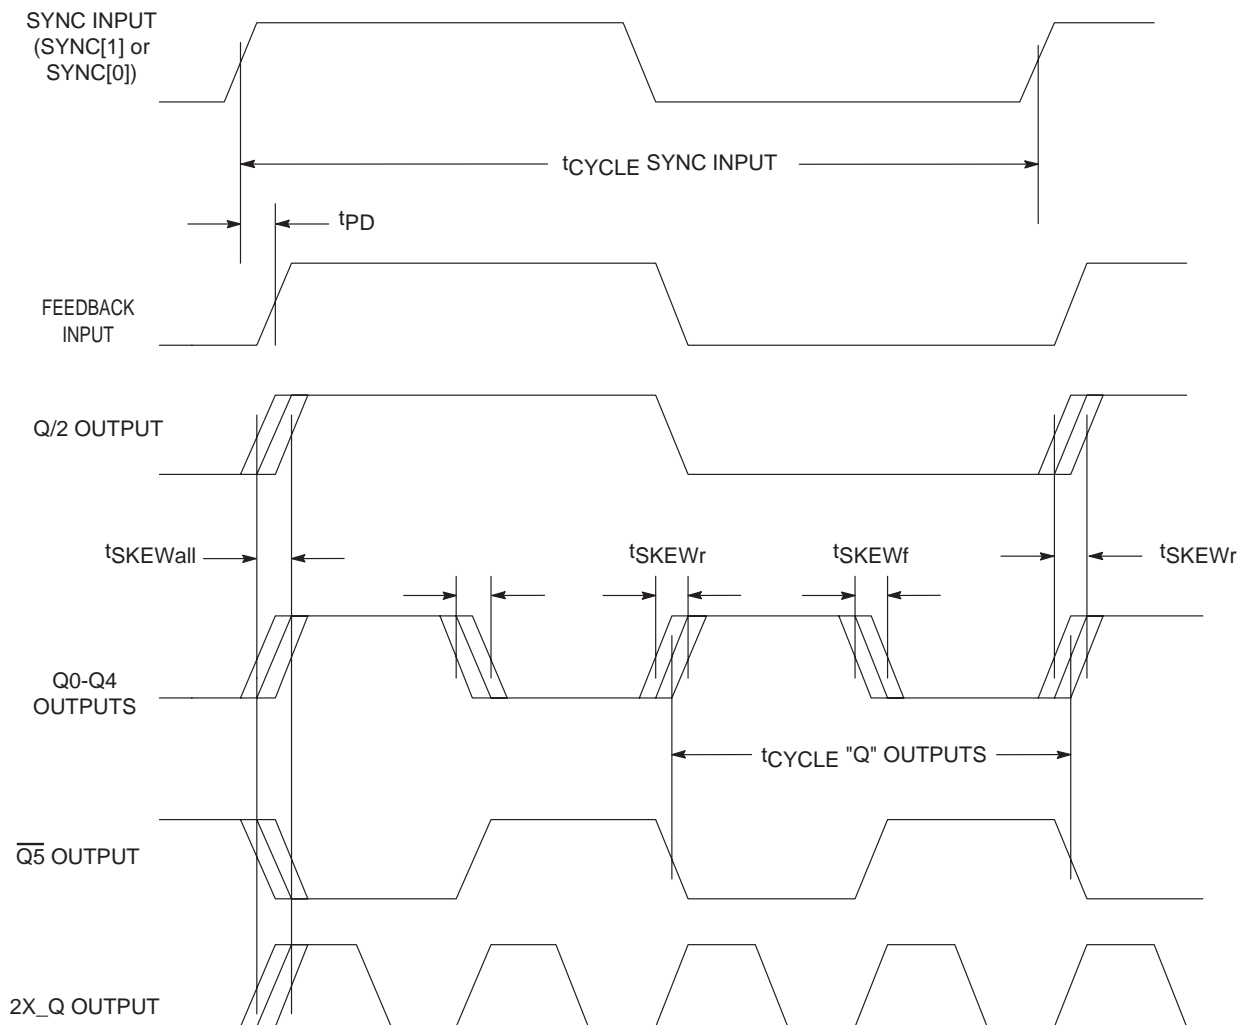 SYNC INPUT
(SYNC[1] or
SYNC[0])
tCYCLE SYNC INPUT
tPD
FEEDBACK
INPUT
Q/2 OUTPUT
tSKEWall
tSKEWr
tSKEWf
tSKEWr
Q0-Q4
OUTPUTS
tCYCLE "Q" OUTPUTS
Q5 OUTPUT
2X_Q OUTPUT